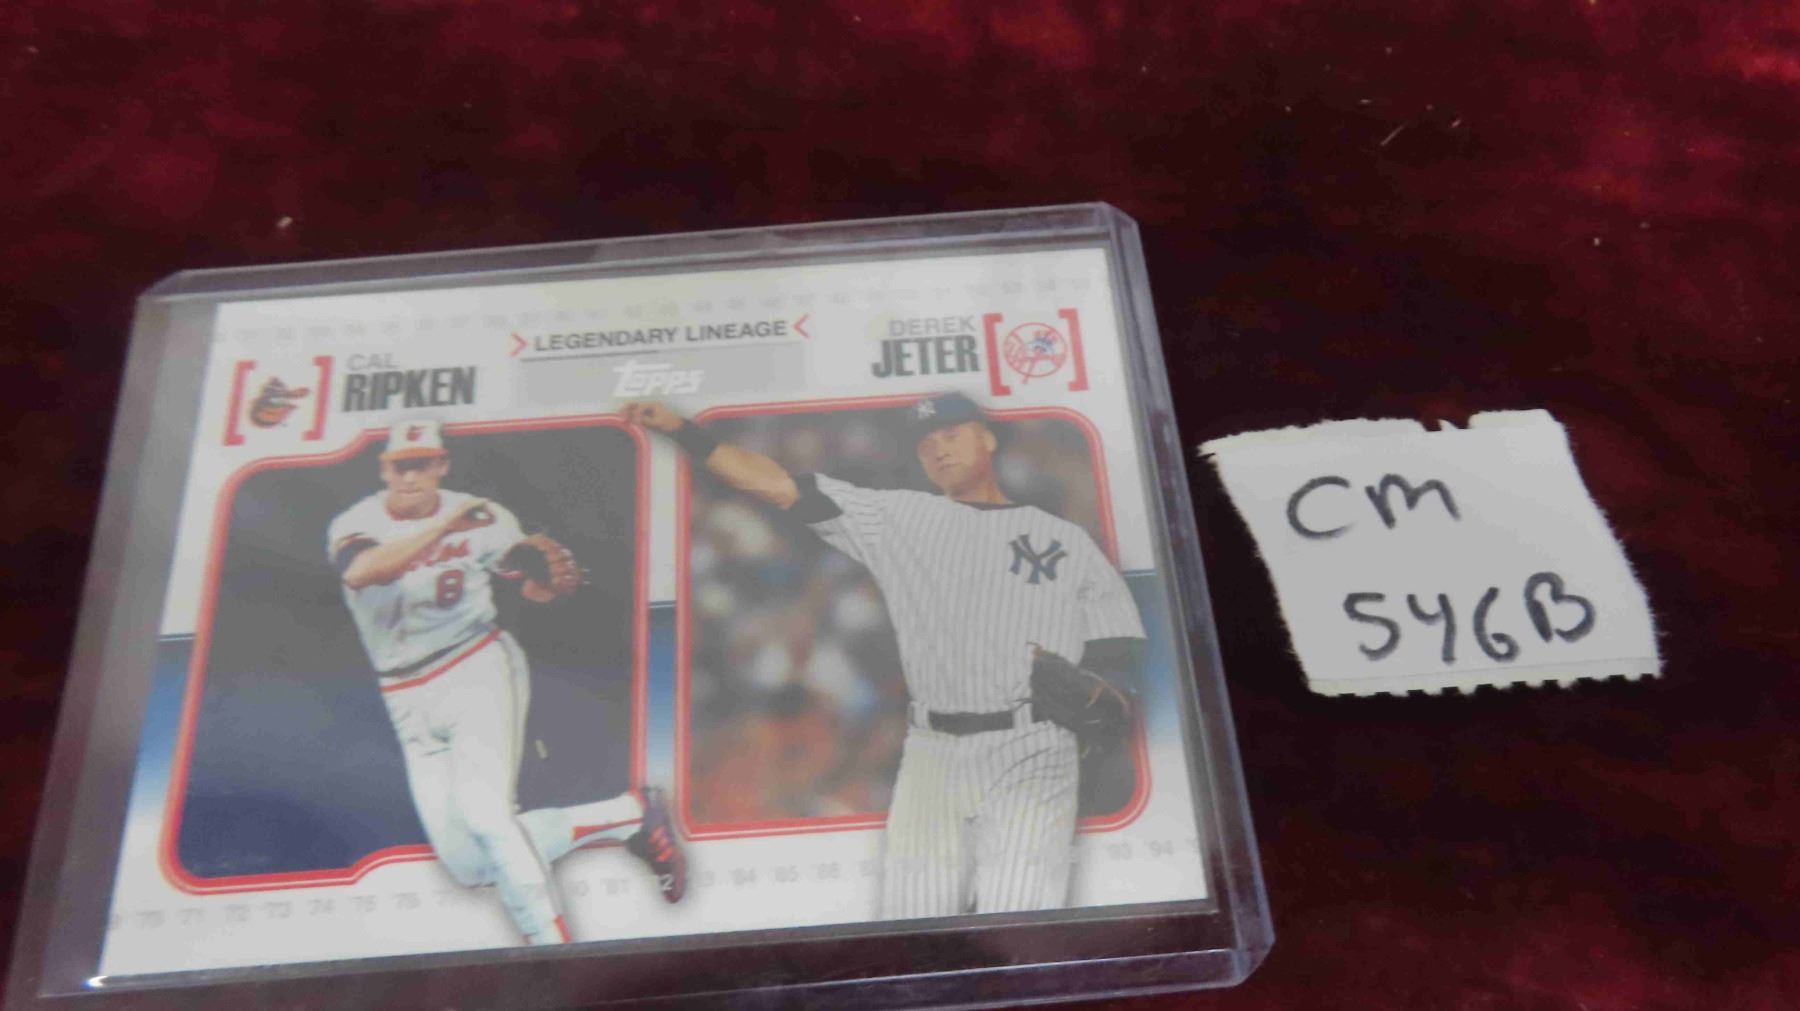 > LEGENDARY LINEAGE <
Topps
CAL
RIPKEN
DEREK
JETER
8
NY
CM
546B